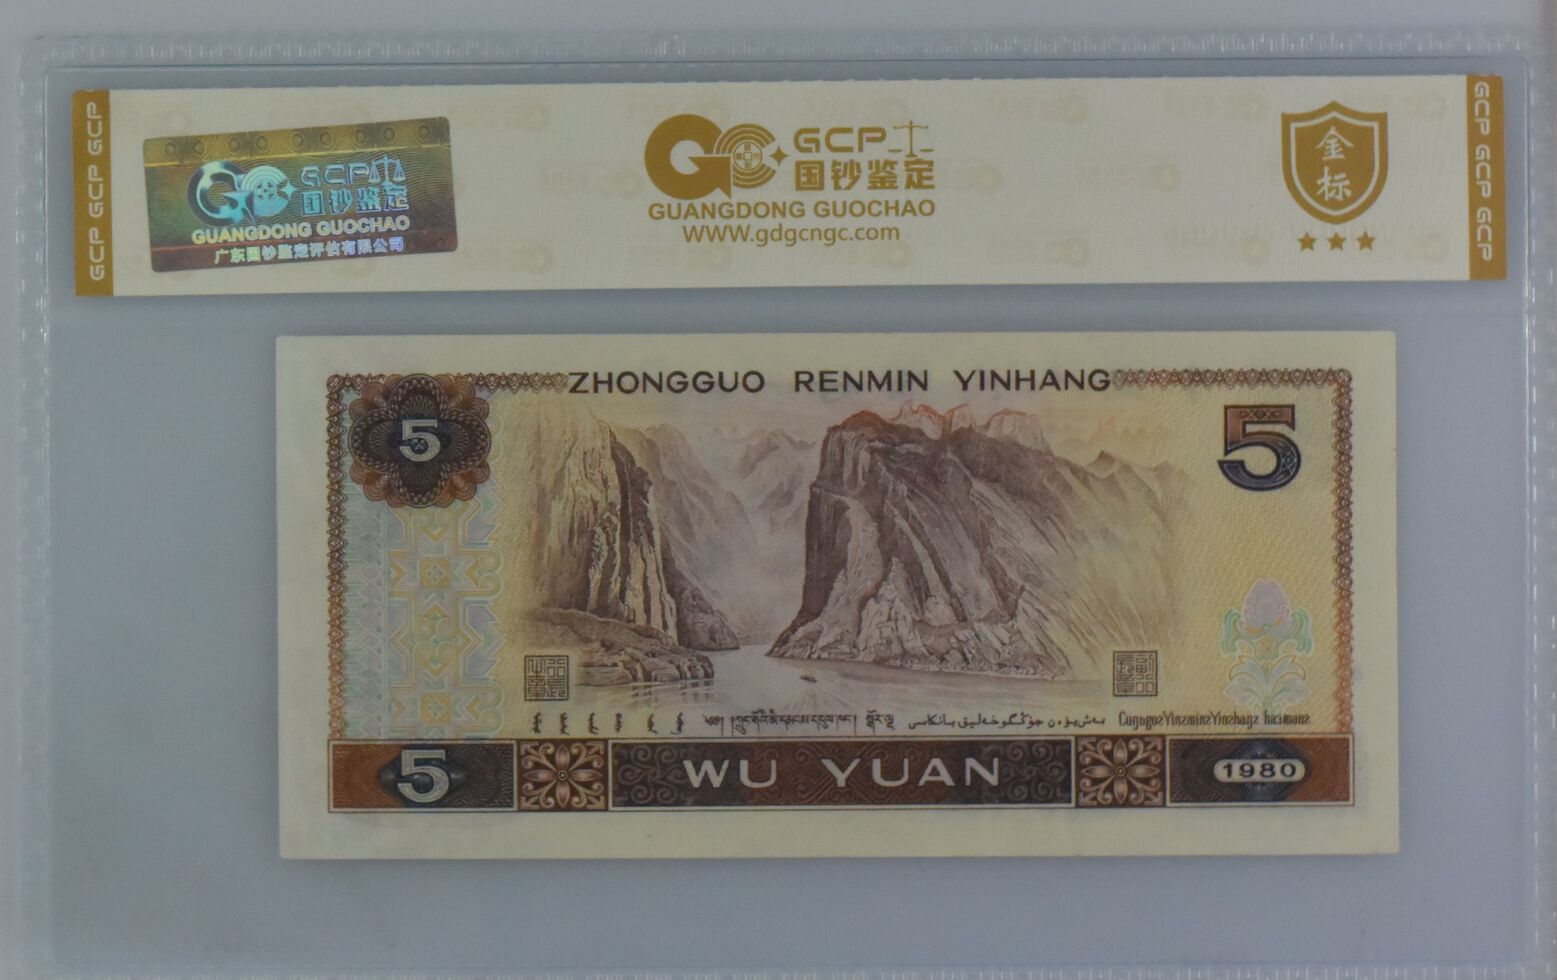 GCP GCP GCP
GCP
国钞鉴定
GUANGDONG GUOCHAO
广东国钞鉴定评估有限公司
GCP
国钞鉴定
GUANGDONG GUOCHAO
WWW.gdgcngc.com
金标
GCP GCP GCP
ZHONGGUO RENMIN YINHANG
5
5
CuŋƨgozYinƨminƨYinƨhaŋƨ
5
WU YUAN
1980